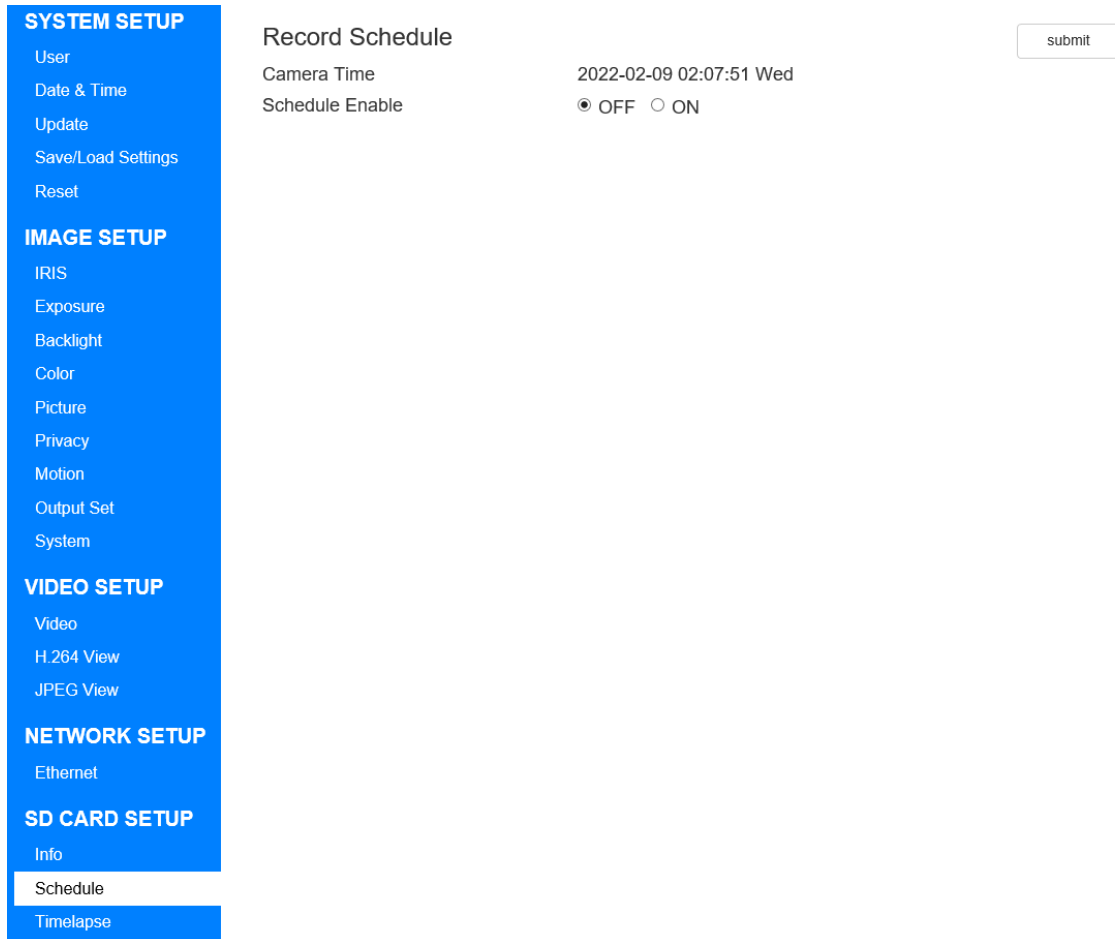 SYSTEM SETUP
User
Date & Time
Update
Save/Load Settings
Reset
IMAGE SETUP
IRIS
Exposure
Backlight
Color
Picture
Privacy
Motion
Output Set
System
VIDEO SETUP
Video
H.264 View
JPEG View
NETWORK SETUP
Ethernet
SD CARD SETUP
Info
Schedule
Timelapse
Record Schedule
submit
Camera Time 2022-02-09 02:07:51 Wed
Schedule Enable OFF ON